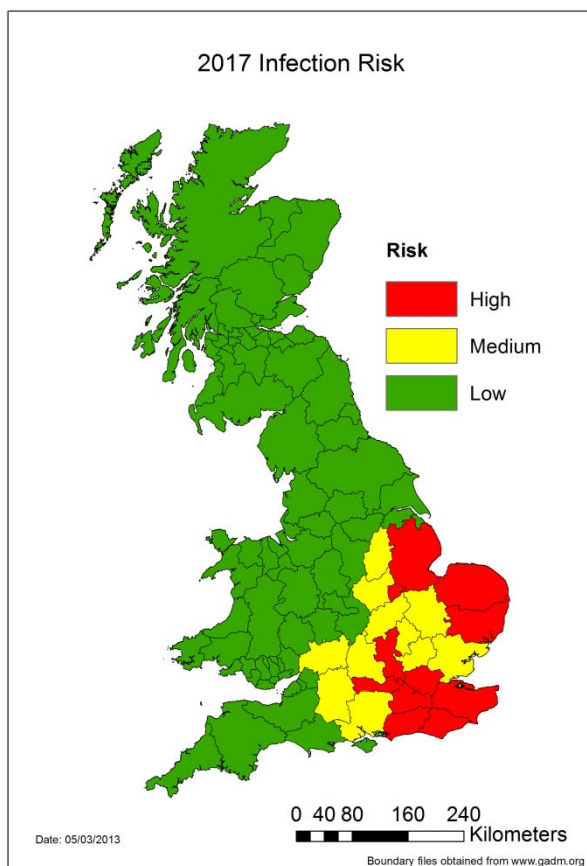 2017 Infection Risk
Risk
High
Medium
Low
0 40 80 160 240
Kilometers
Date: 05/03/2013
Boundary files obtained from www.gadm.org